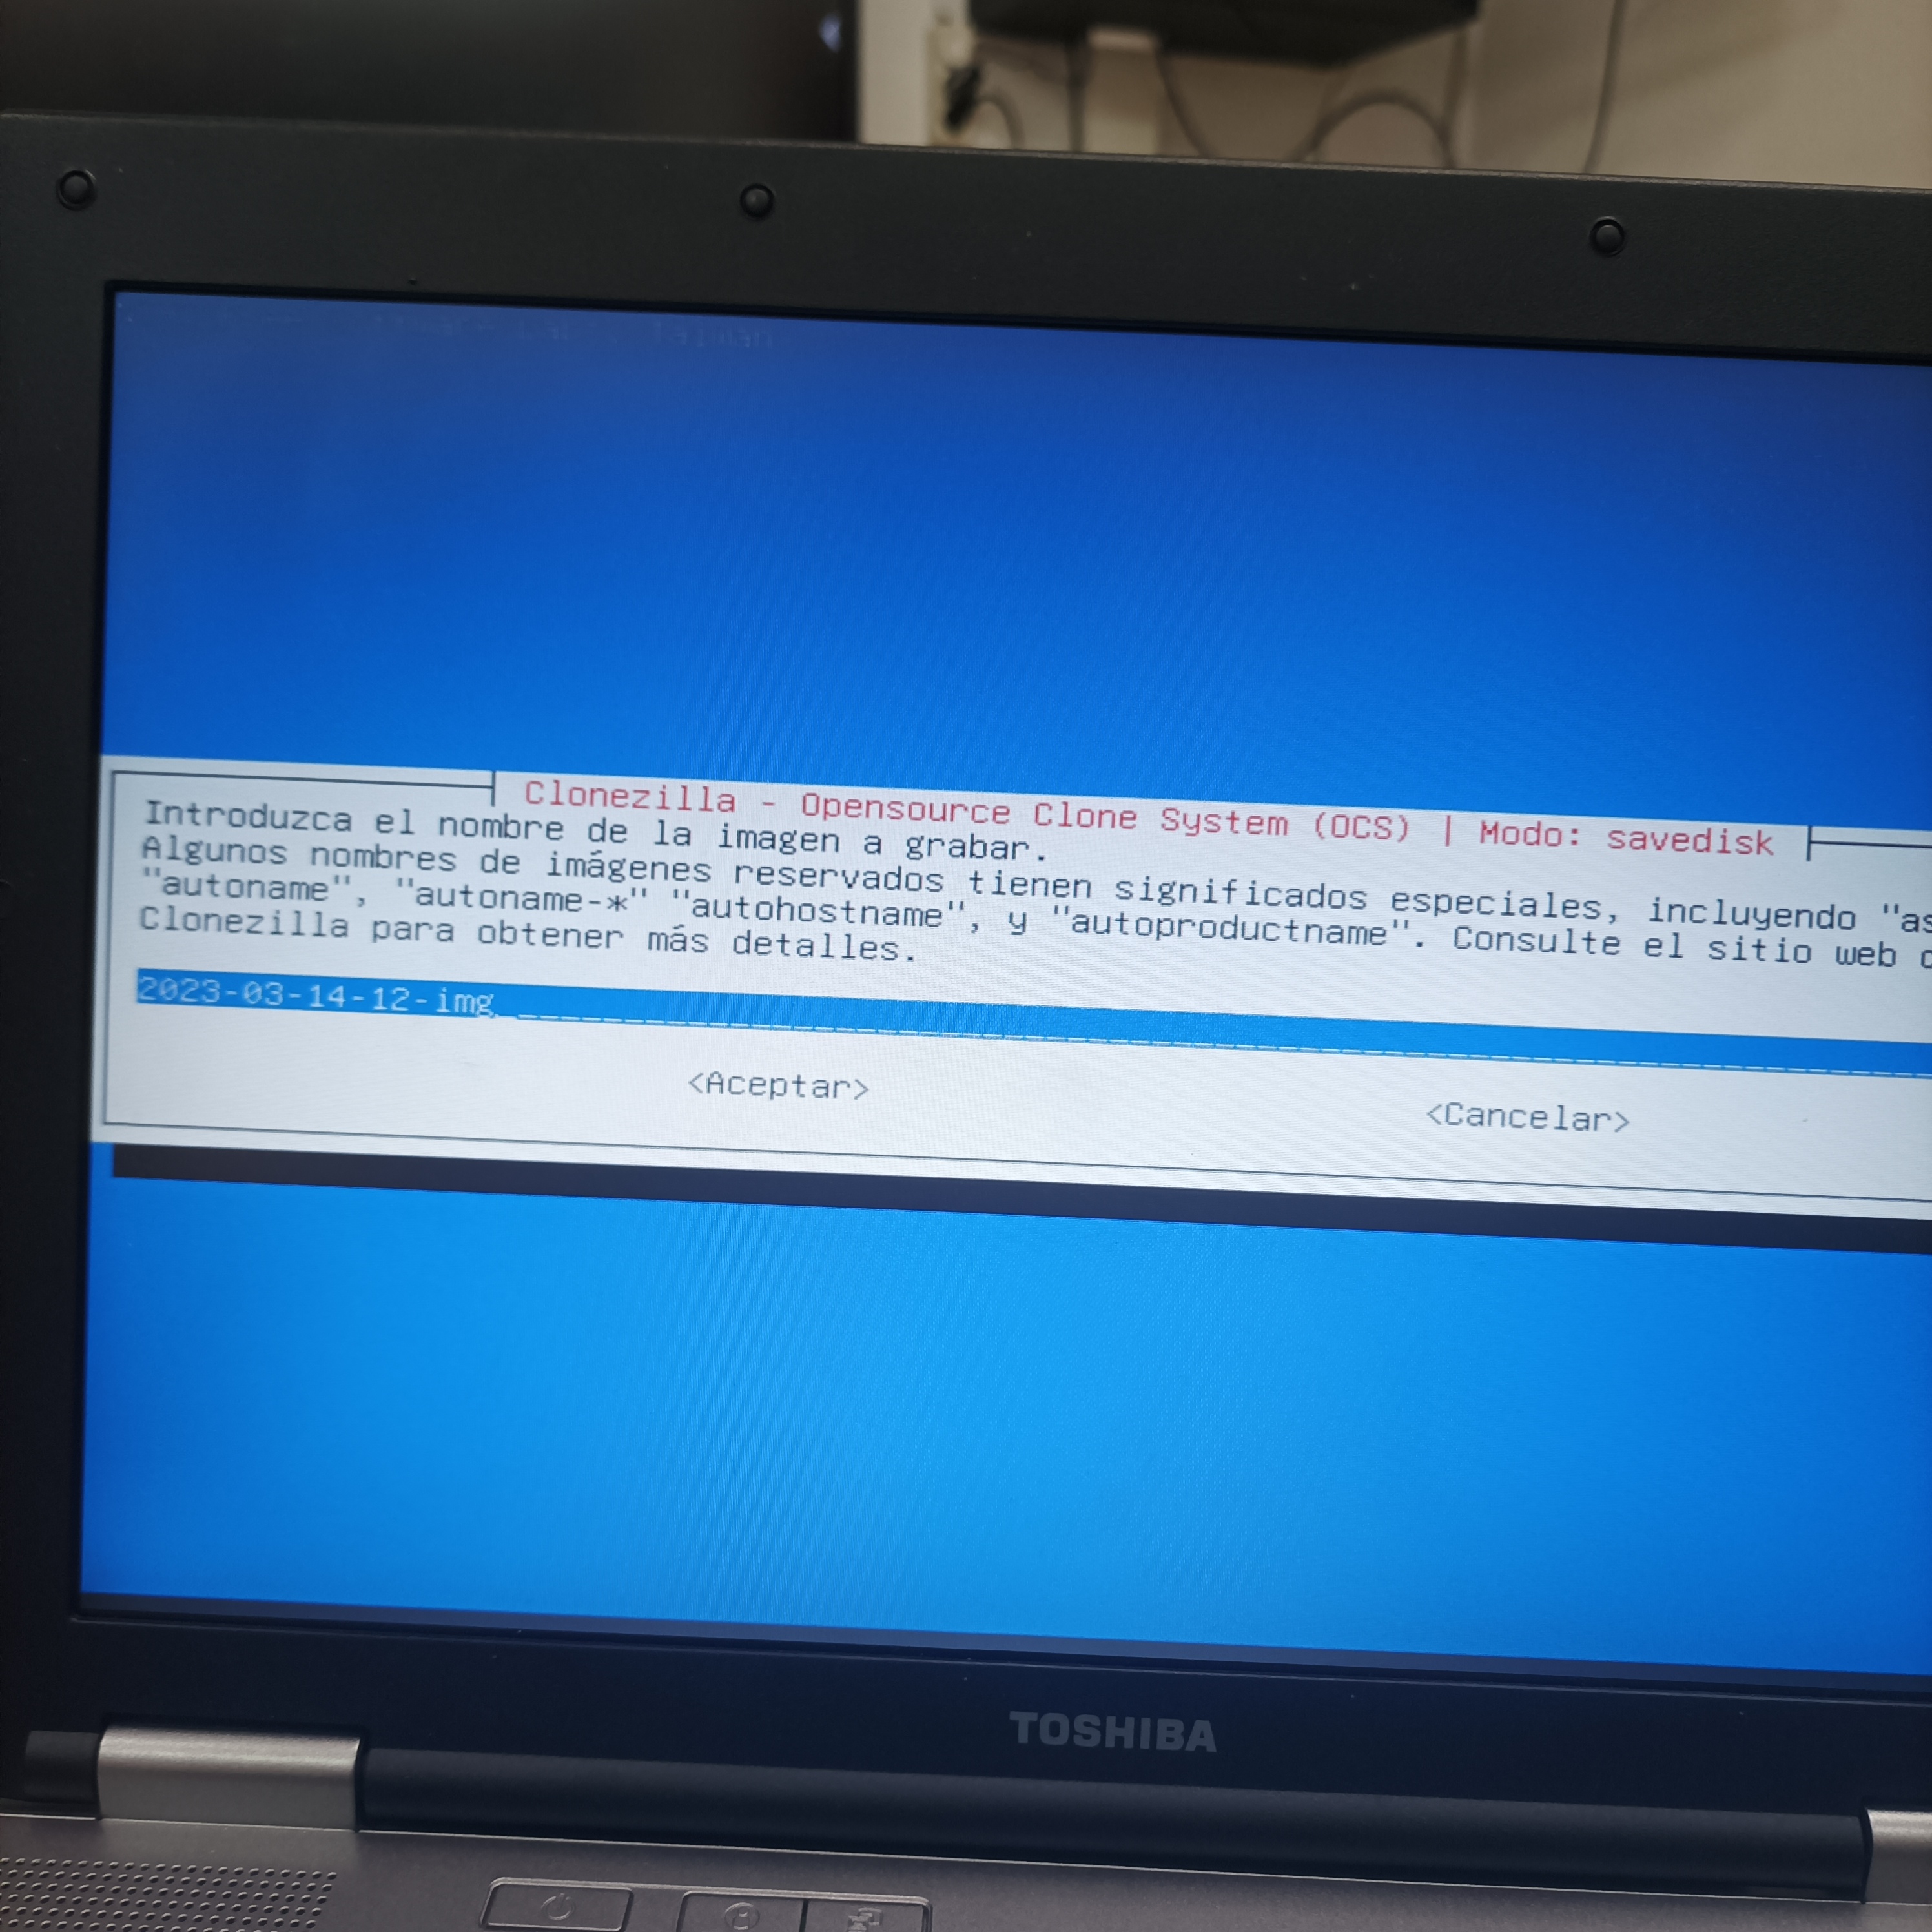 Clonezilla - Opensource Clone System (OCS) | Modo: savedisk
Introduzca el nombre de la imagen a grabar.
Algunos nombres de imágenes reservados tienen significados especiales, incluyendo "as
"autoname", "autoname-*" "autohostname", y "autoproductname". Consulte el sitio web
Clonezilla para obtener más detalles.
2023-03-14-12-img
<Aceptar> <Cancelar>
TOSHIBA